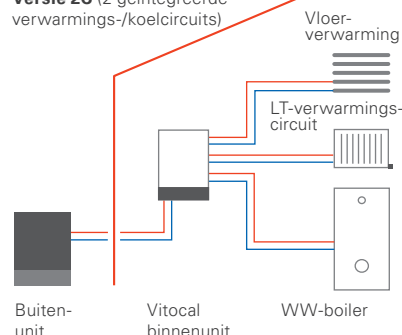 Versie 2C (2 geïntegreerde
verwarmings-/koelcircuits)
Vloer-
verwarming
LT-verwarmings-
circuit
Buiten-
unit
Vitocal
binnenunit
WW-boiler